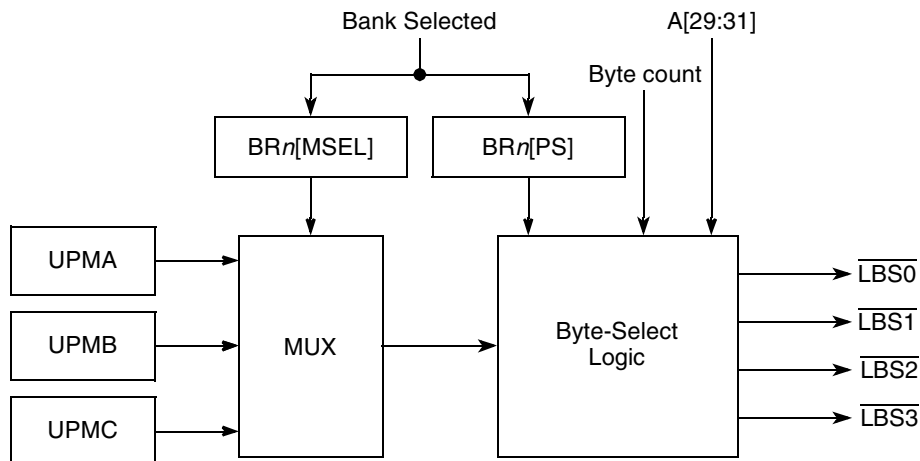 Bank Selected
A[29:31]
Byte count
BRn[MSEL]
BRn[PS]
UPMA
UPMB
UPMC
MUX
Byte-Select
Logic
LBS0
LBS1
LBS2
LBS3